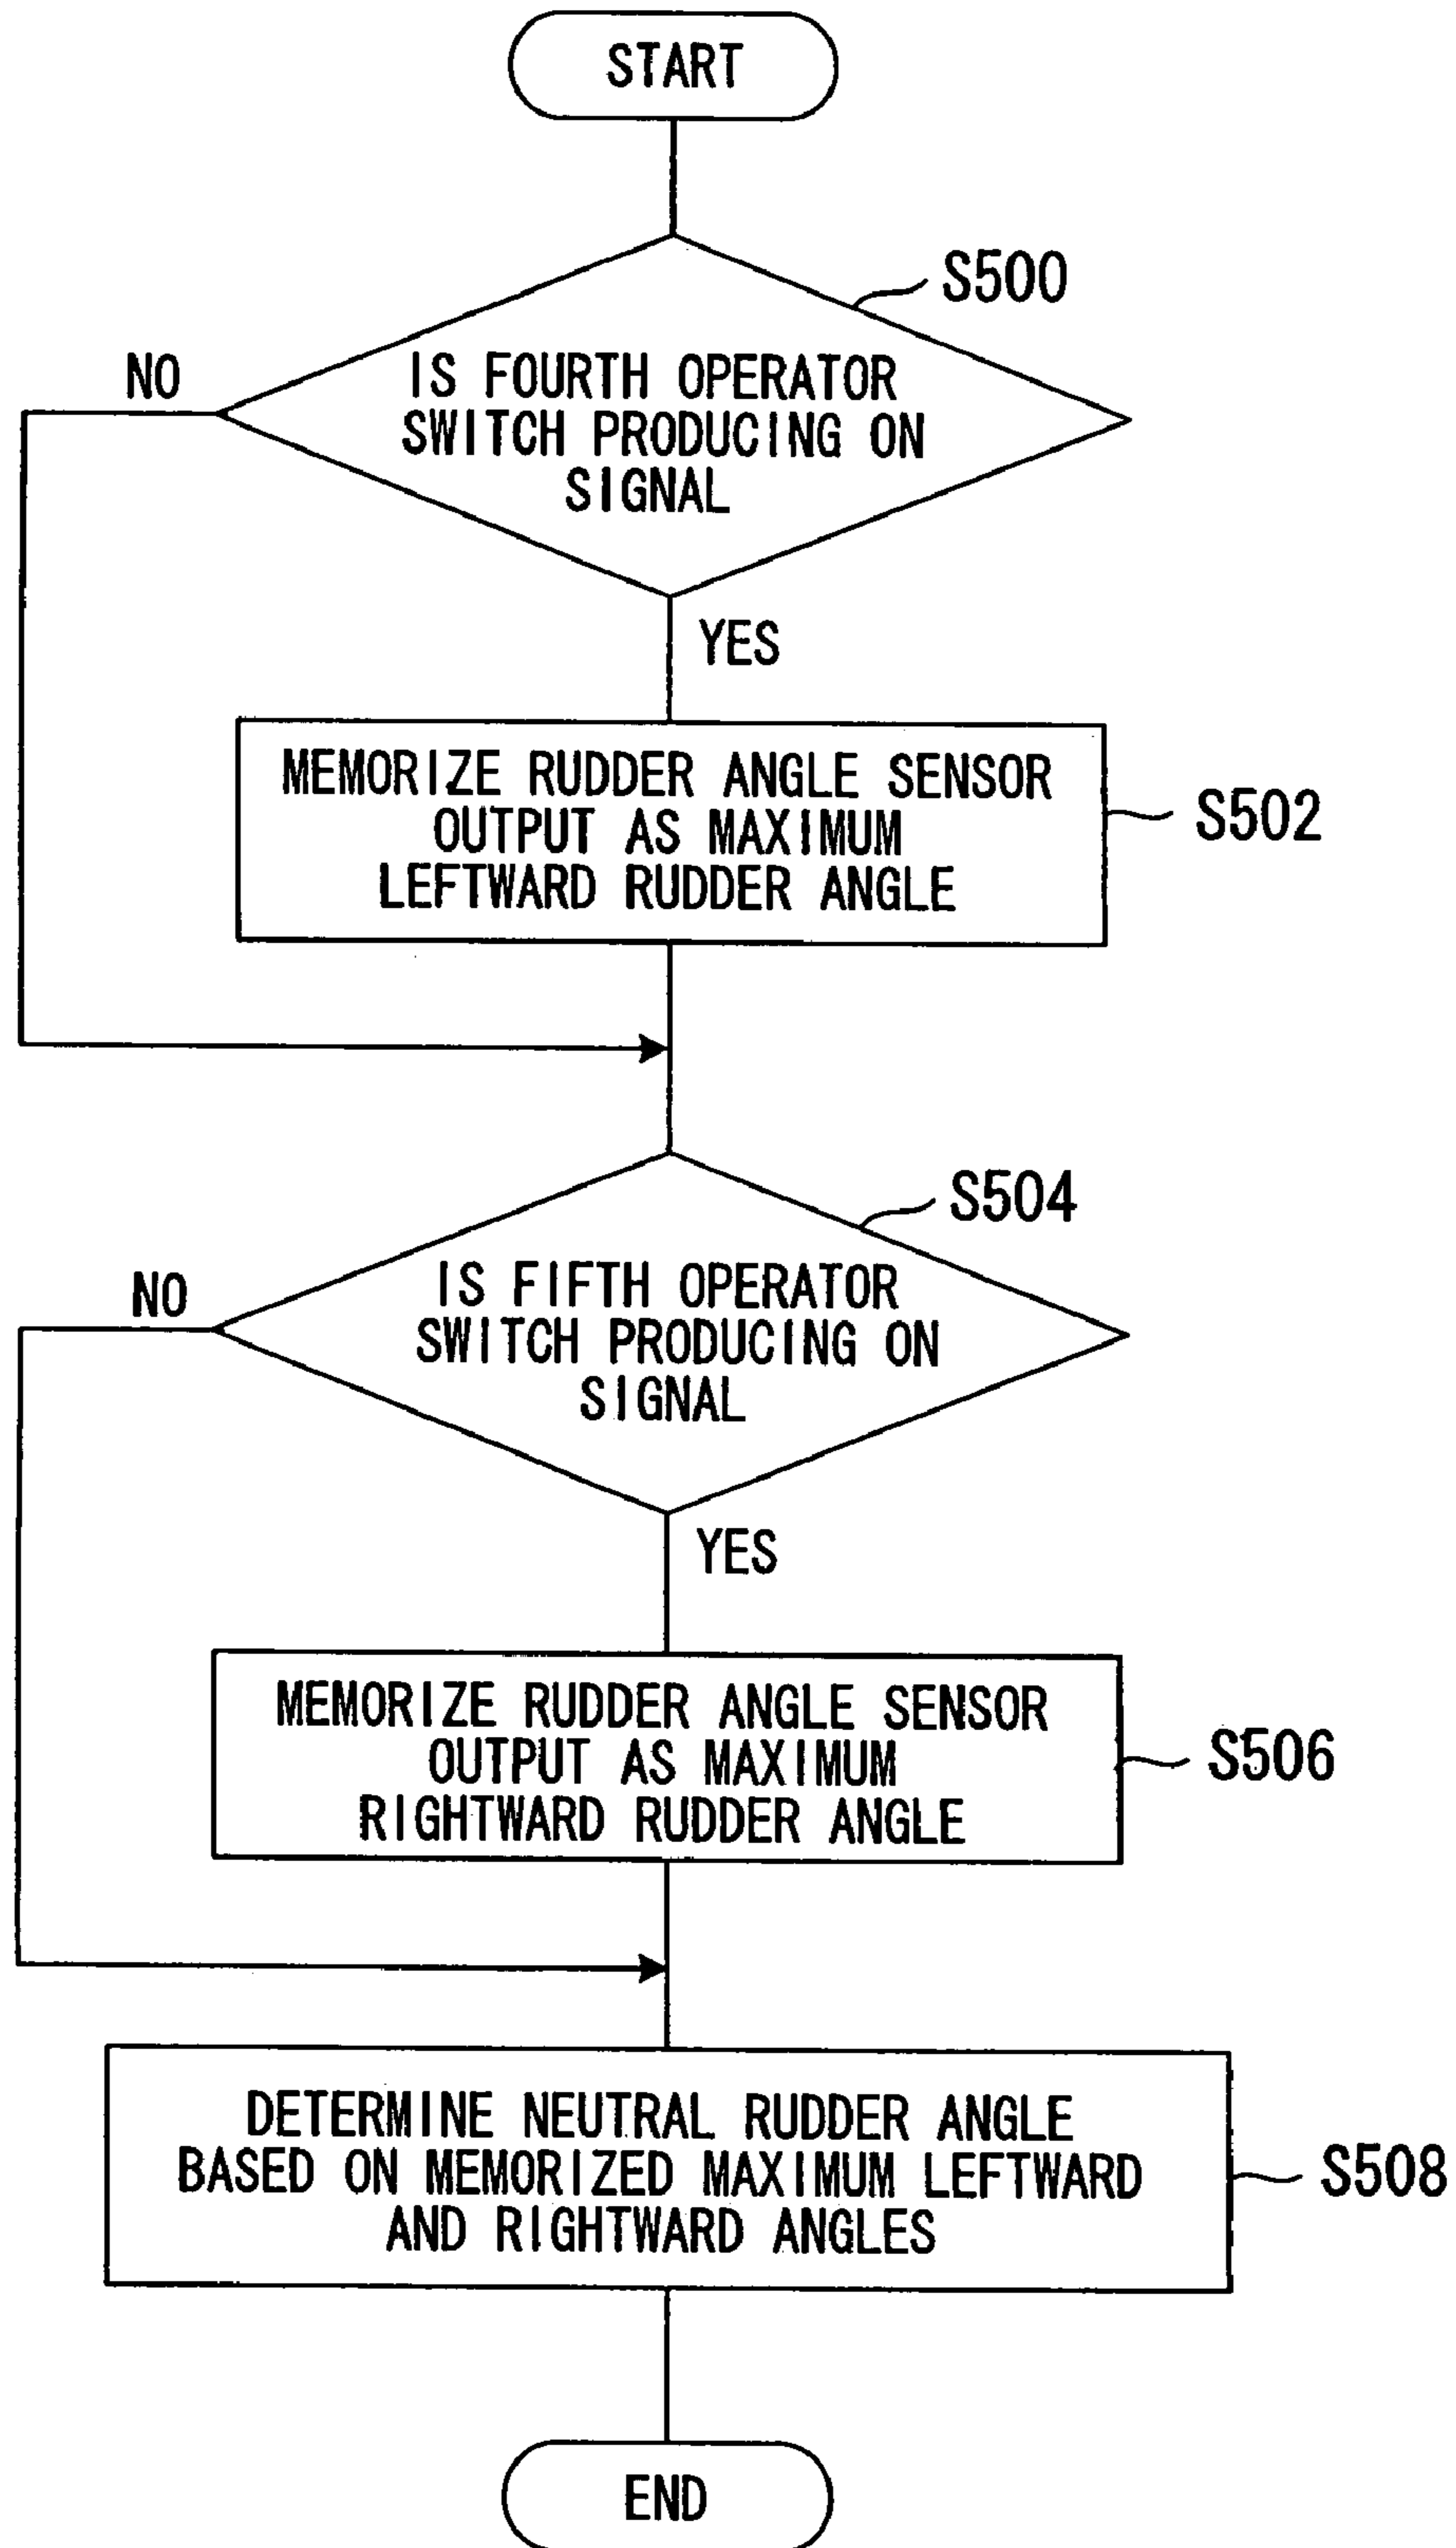 START
S500
NO
IS FOURTH OPERATOR
SWITCH PRODUCING ON
SIGNAL
YES
MEMORIZE RUDDER ANGLE SENSOR
OUTPUT AS MAXIMUM
LEFTWARD RUDDER ANGLE
S502
S504
NO
IS FIFTH OPERATOR
SWITCH PRODUCING ON
SIGNAL
YES
MEMORIZE RUDDER ANGLE SENSOR
OUTPUT AS MAXIMUM
RIGHTWARD RUDDER ANGLE
S506
DETERMINE NEUTRAL RUDDER ANGLE
BASED ON MEMORIZED MAXIMUM LEFTWARD
AND RIGHTWARD ANGLES
S508
END